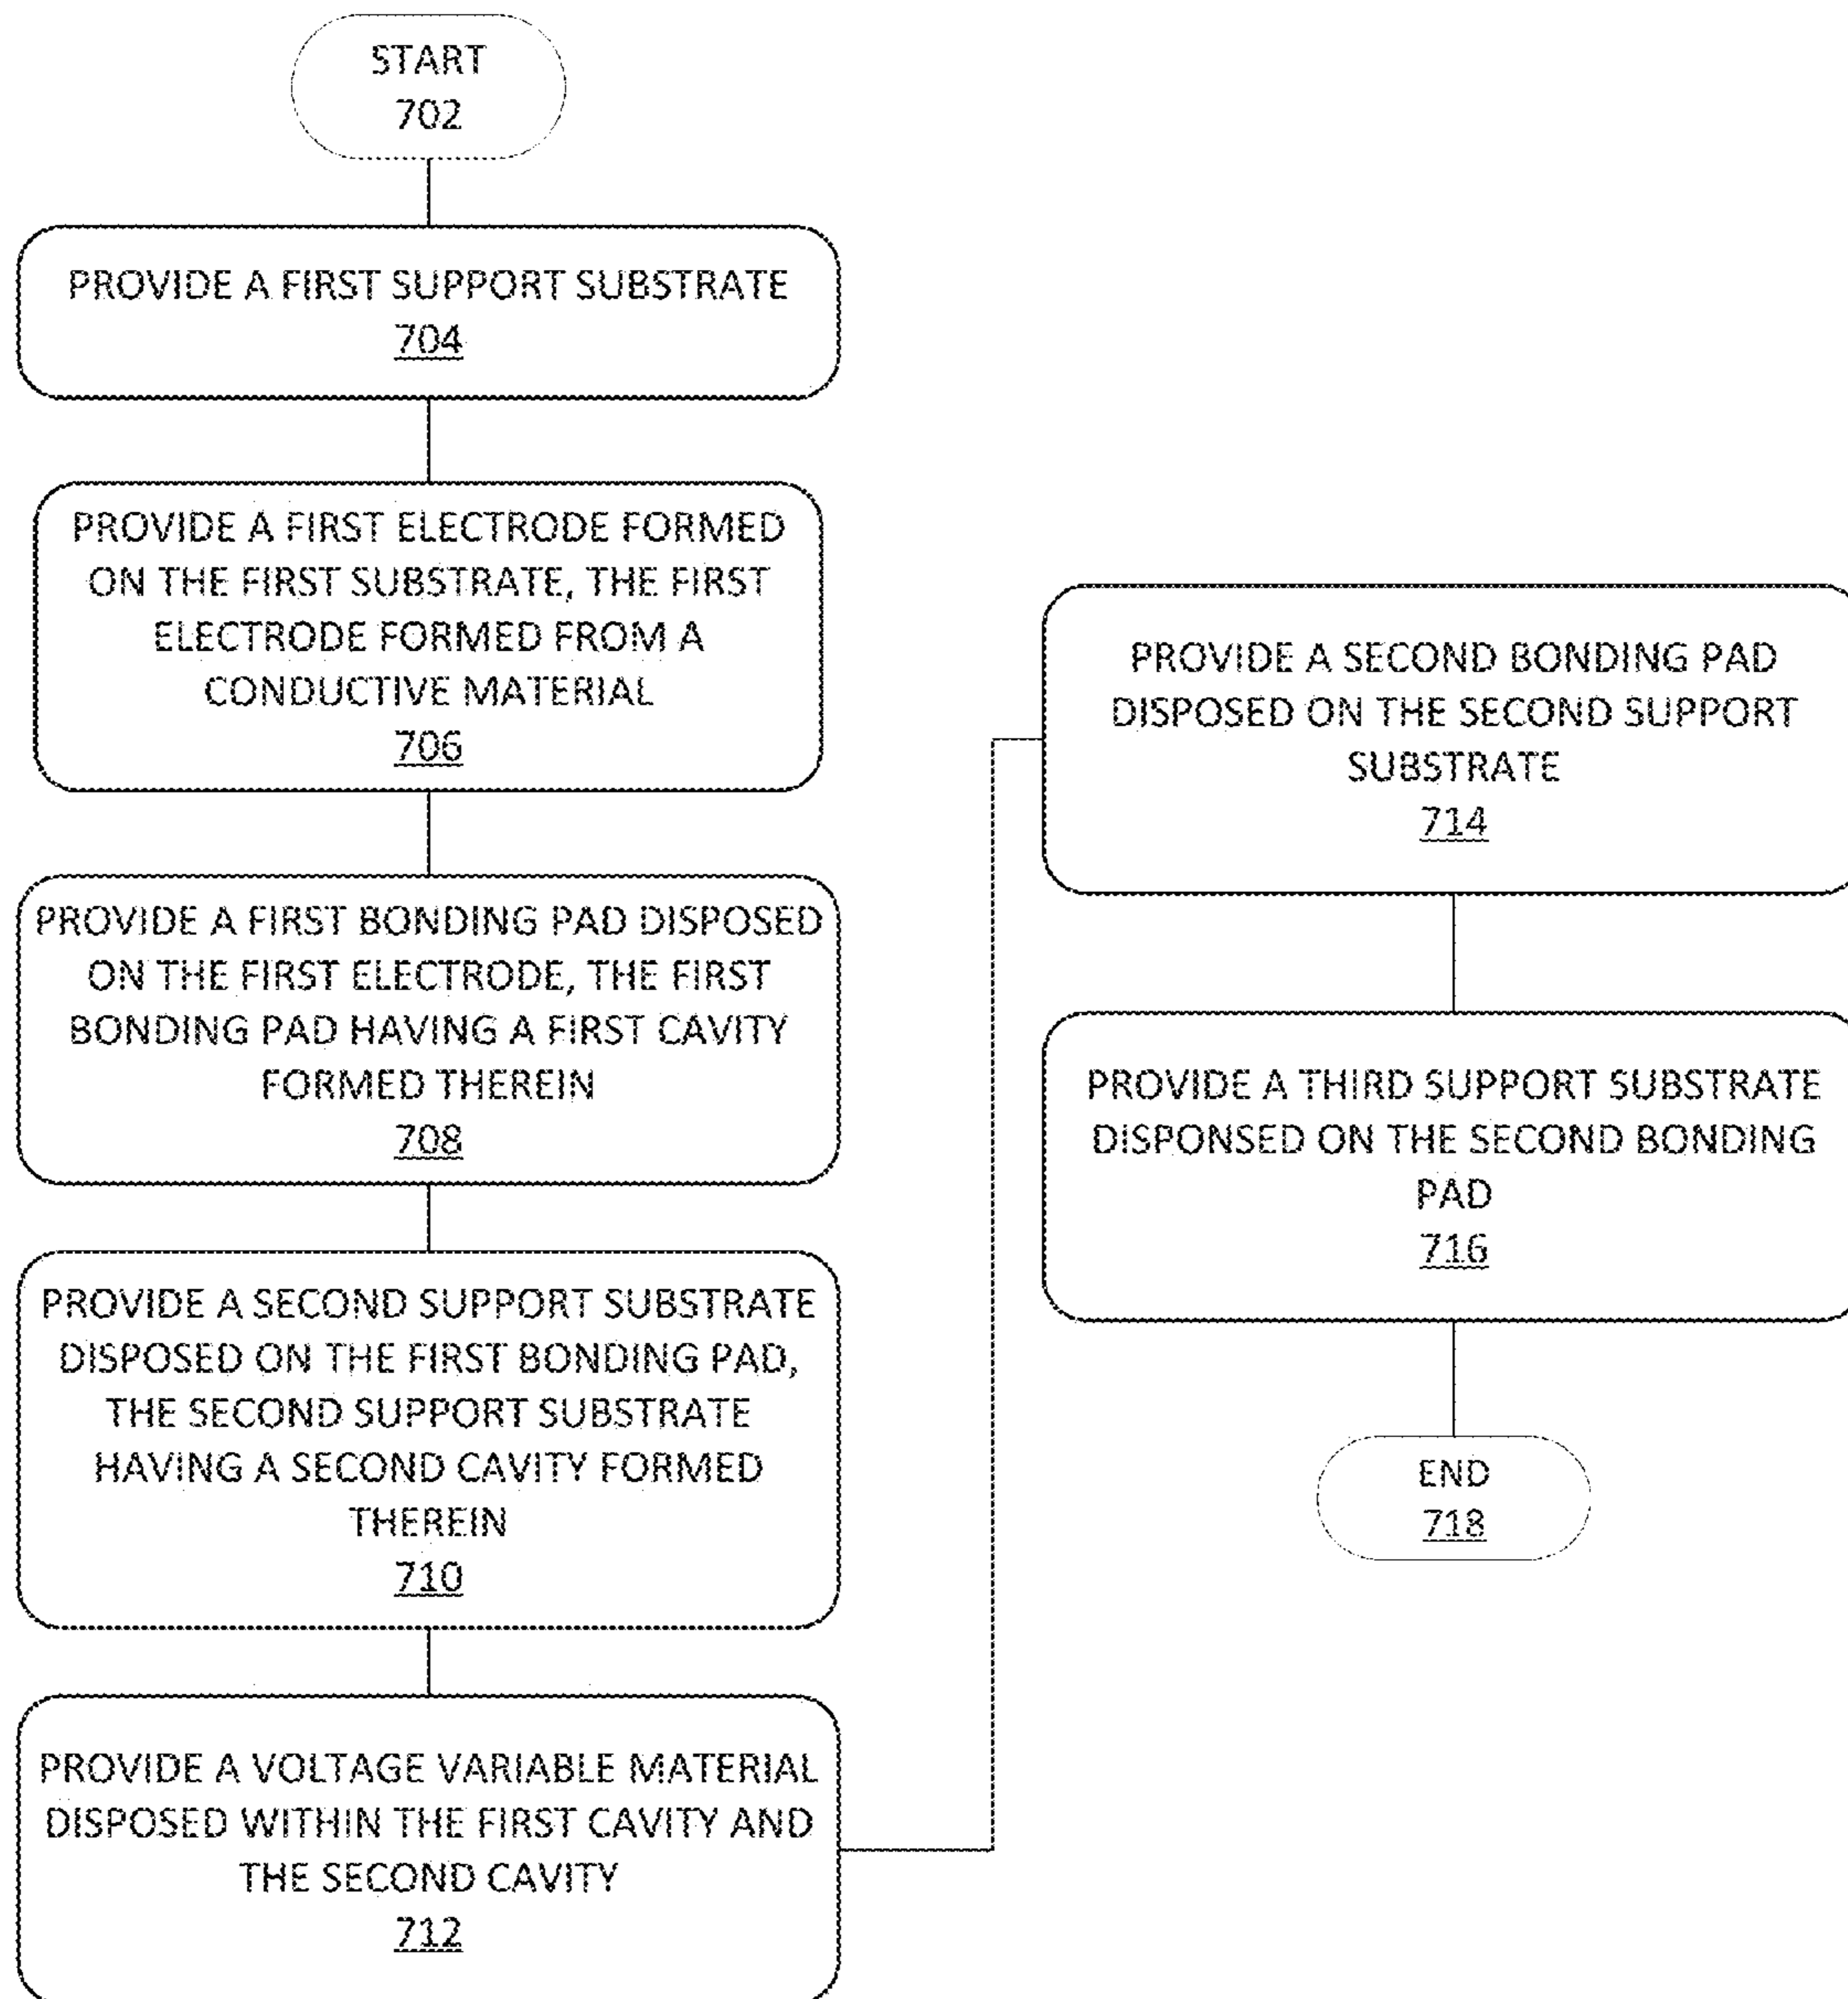 START
702
PROVIDE A FIRST SUPPORT SUBSTRATE
704
PROVIDE A FIRST ELECTRODE FORMED
ON THE FIRST SUBSTRATE, THE FIRST
ELECTRODE FORMED FROM A
CONDUCTIVE MATERIAL
706
PROVIDE A FIRST BONDING PAD DISPOSED
ON THE FIRST ELECTRODE, THE FIRST
BONDING PAD HAVING A FIRST CAVITY
FORMED THEREIN
708
PROVIDE A SECOND SUPPORT SUBSTRATE
DISPOSED ON THE FIRST BONDING PAD,
THE SECOND SUPPORT SUBSTRATE
HAVING A SECOND CAVITY FORMED
THEREIN
710
PROVIDE A VOLTAGE VARIABLE MATERIAL
DISPOSED WITHIN THE FIRST CAVITY AND
THE SECOND CAVITY
712
PROVIDE A SECOND BONDING PAD
DISPOSED ON THE SECOND SUPPORT
SUBSTRATE
714
PROVIDE A THIRD SUPPORT SUBSTRATE
DISPONSED ON THE SECOND BONDING
PAD
716
END
718